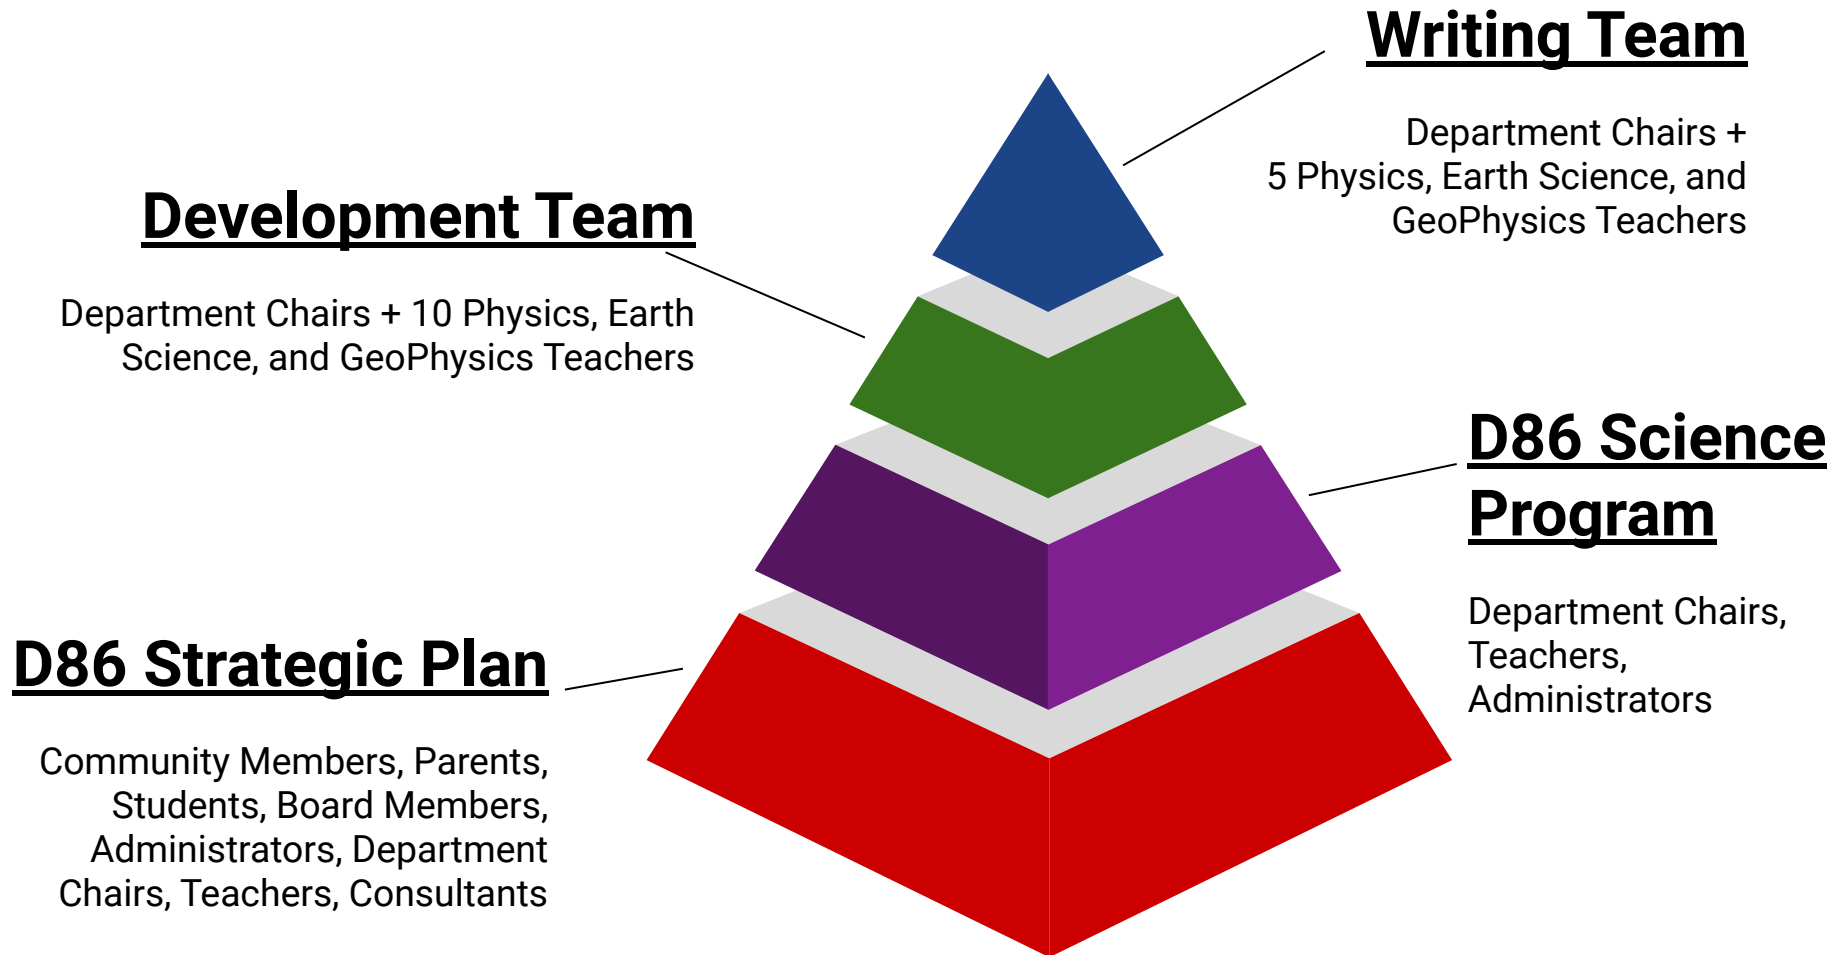 Writing Team
Department Chairs +
5 Physics, Earth Science, and
GeoPhysics Teachers
Development Team
Department Chairs + 10 Physics, Earth
Science, and GeoPhysics Teachers
D86 Science
Program
Department Chairs,
Teachers,
Administrators
D86 Strategic Plan
Community Members, Parents,
Students, Board Members,
Administrators, Department
Chairs, Teachers, Consultants